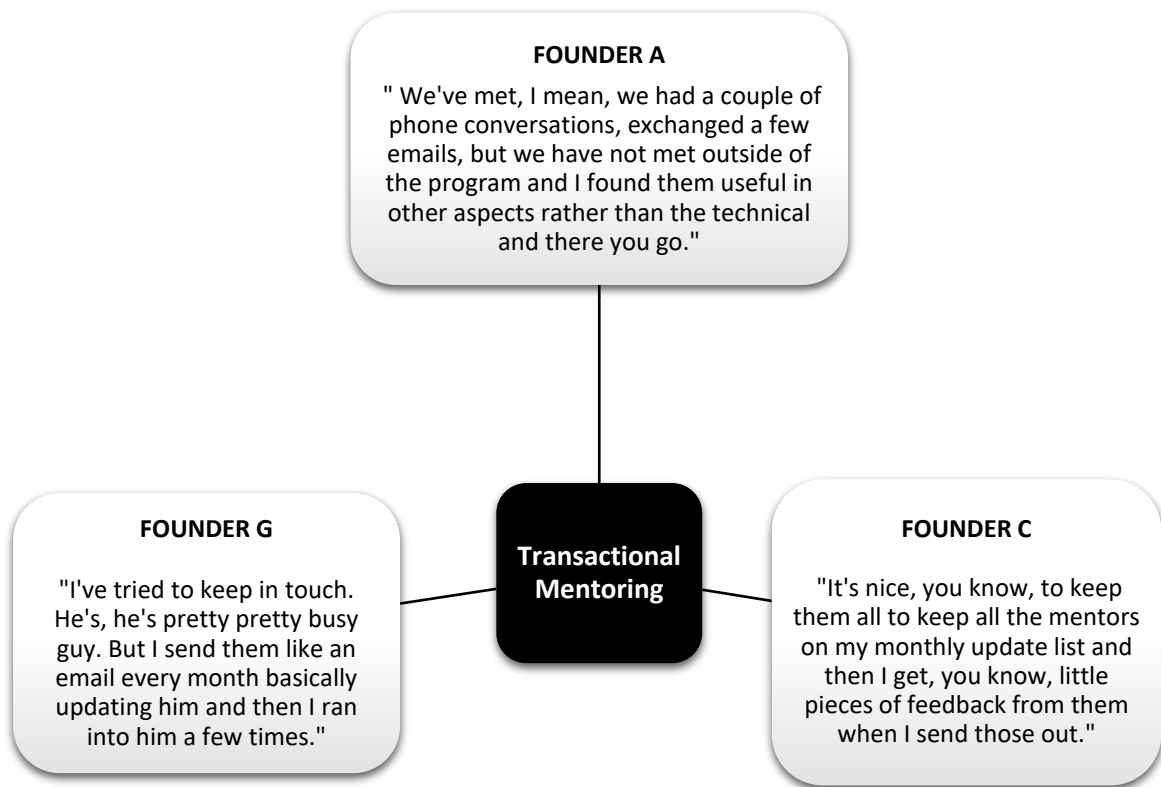 FOUNDER A
" We've met, I mean, we had a couple of
phone conversations, exchanged a few
emails, but we have not met outside of
the program and I found them useful in
other aspects rather than the technical
and there you go."
Transactional
Mentoring
FOUNDER G
"I've tried to keep in touch.
He's, he's pretty pretty busy
guy. But I send them like an
email every month basically
updating him and then I ran
into him a few times."
FOUNDER C
"It's nice, you know, to keep
them all to keep all the mentors
on my monthly update list and
then I get, you know, little
pieces of feedback from them
when I send those out."